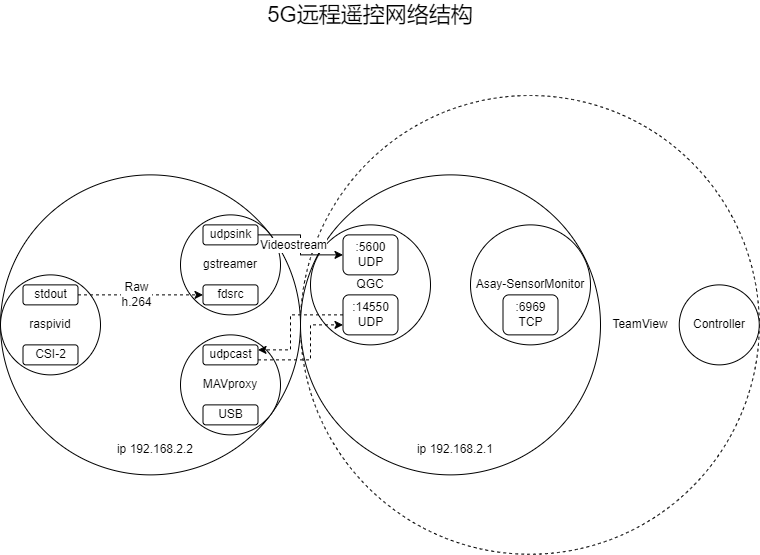 5G远程遥控网络结构
udpsink
Videostream
gstreamer
fdsrc
stdout
Raw
h.264
raspivid
CSI-2
udpcast
MAVproxy
USB
ip 192.168.2.2
:5600
UDP
QGC
:14550
UDP
Asay-SensorMonitor
:6969
TCP
ip 192.168.2.1
TeamView
Controller